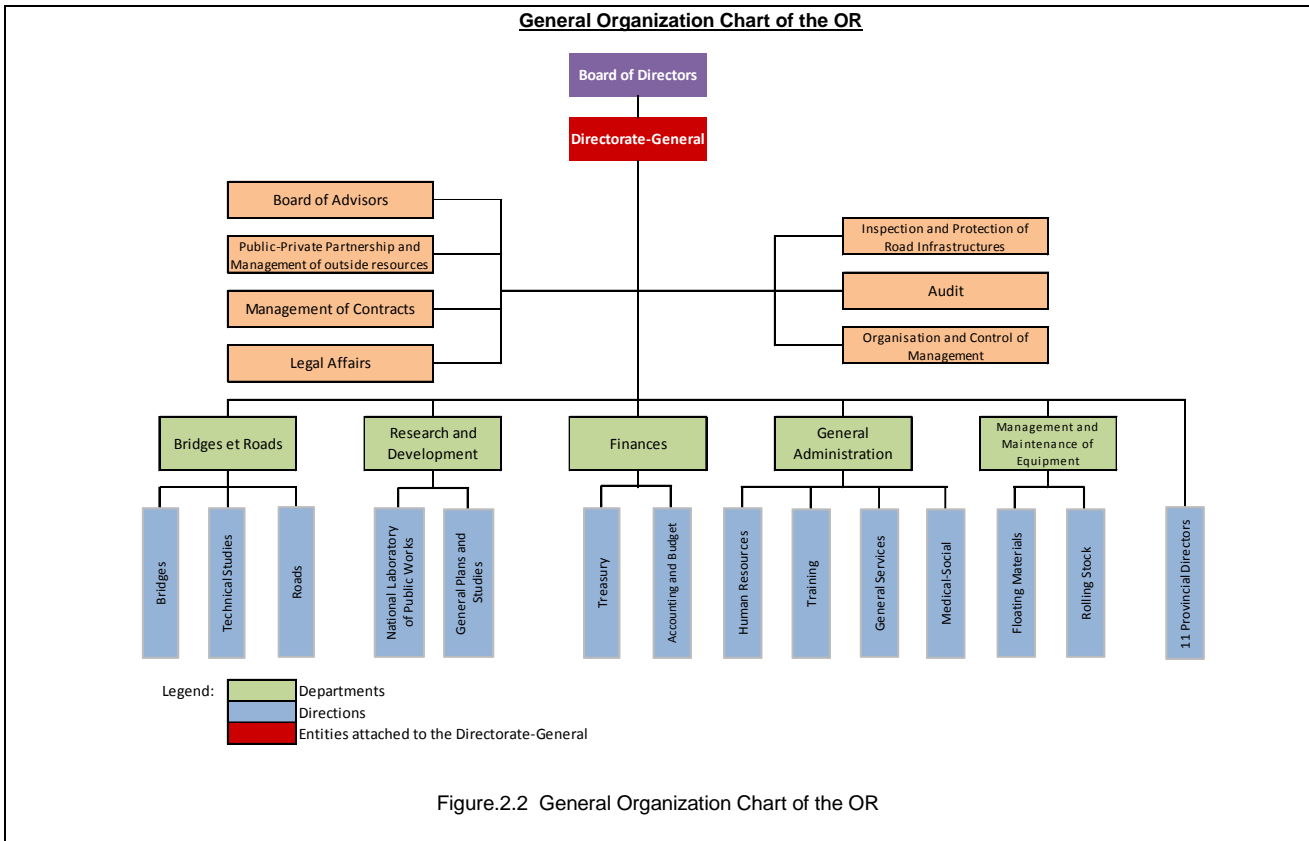 General Organization Chart of the OR
Board of Directors
Directorate-General
Board of Advisors
Public-Private Partnership and
Management of outside resources
Management of Contracts
Legal Affairs
Inspection and Protection of
Road Infrastructures
Audit
Organisation and Control of
Management
Bridges et Roads
Research and
Development
Finances
General
Administration
Management and
Maintenance of
Equipment
Bridges
Technical Studies
Roads
National Laboratory
of Public Works
General Plans and
Studies
Treasury
Accounting and Budget
Human Resources
Training
General Services
Medical-Social
Floating Materials
Rolling Stock
11 Provincial Directors
Legend:
Departments
Directions
Entities attached to the Directorate-General
Figure.2.2 General Organization Chart of the OR